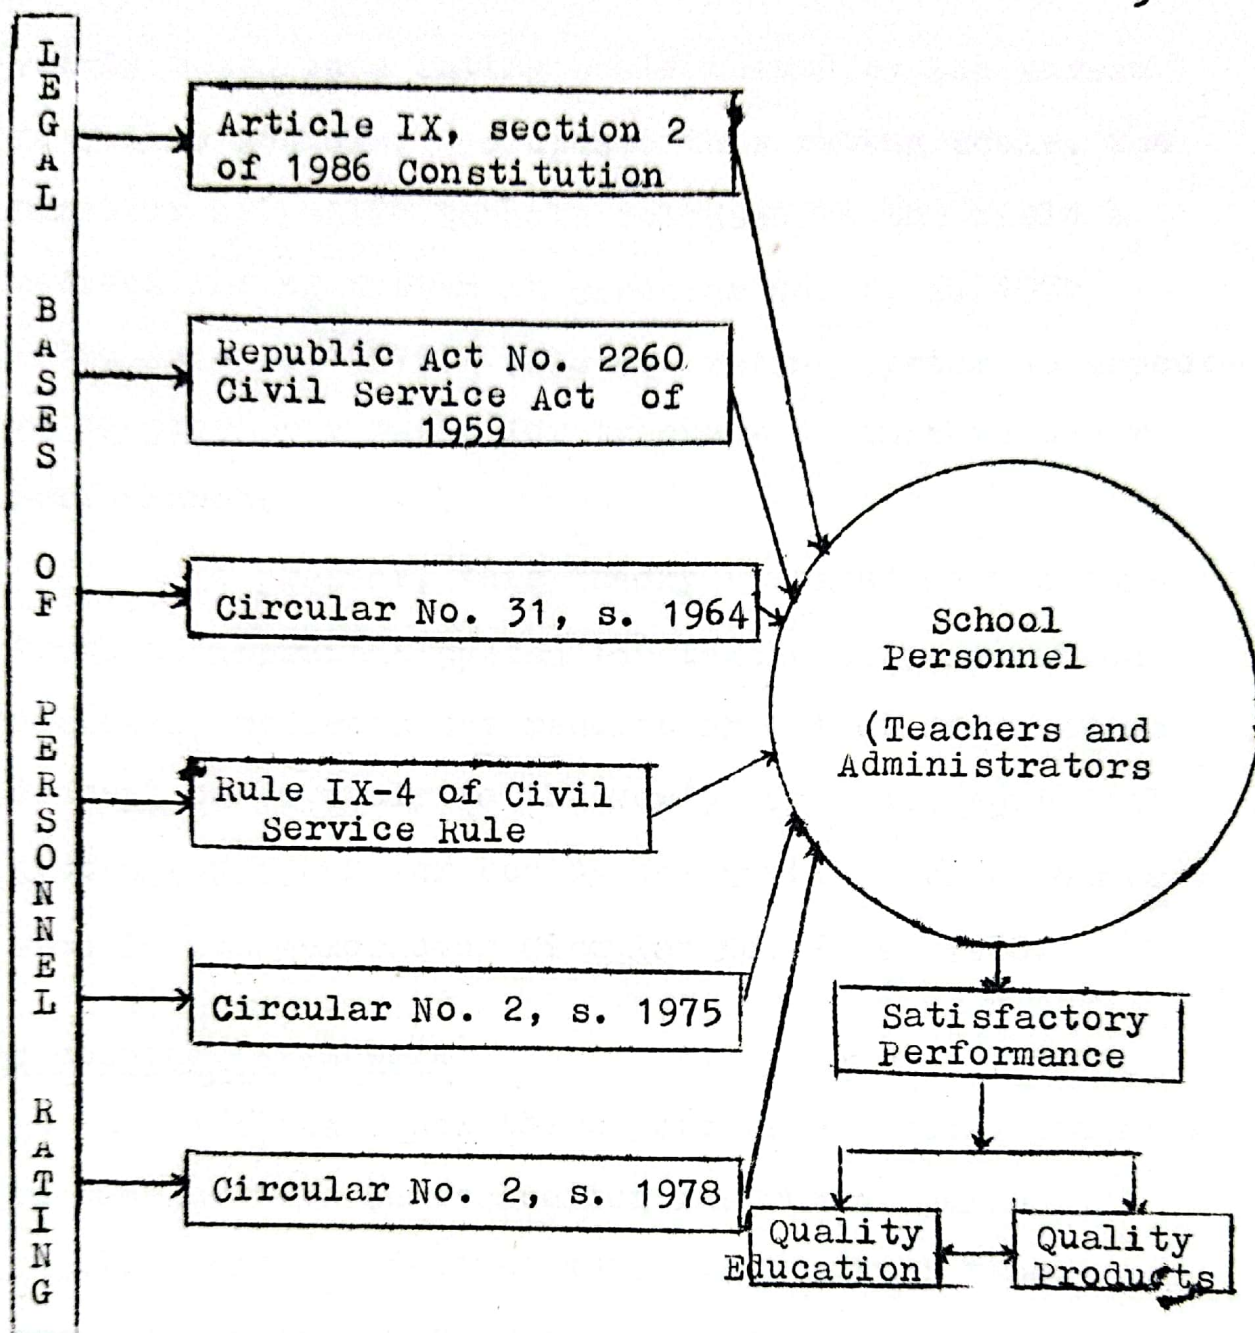 LEGAL BASES OF PERSONNEL RATING
Article IX, section 2
of 1986 Constitution
Republic Act No. 2260
Civil Service Act of
1959
Circular No. 31, s. 1964
Rule IX-4 of Civil
Service Rule
Circular No. 2, s. 1975
Circular No. 2, s. 1978
School
Personnel
(Teachers and
Administrators
Satisfactory
Performance
Quality
Education
Quality
Products